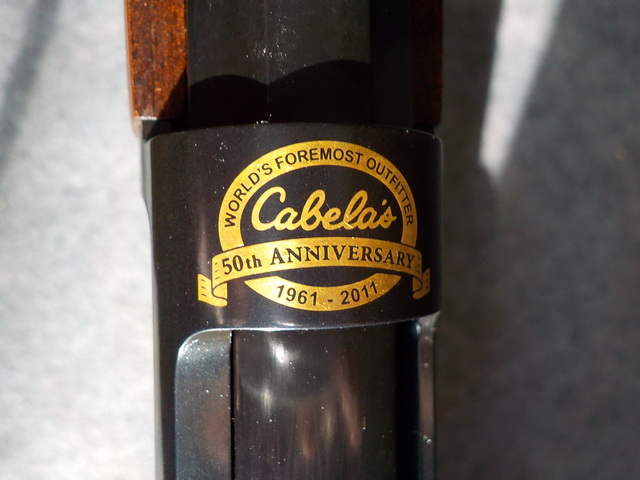 WORLD'S FOREMOST OUTFITTER
Cabela's
50th ANNIVERSARY
1961 - 2011